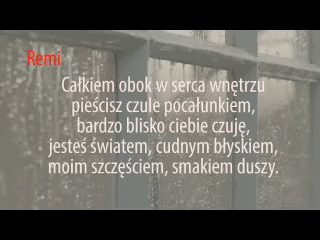 Remi
Całkiem obok w serca wnętrzu
pieścisz czule pocałunkiem,
bardzo blisko ciebie czuję,
jesteś światem, cudnym błyskiem,
moim szczęściem, smakiem duszy.